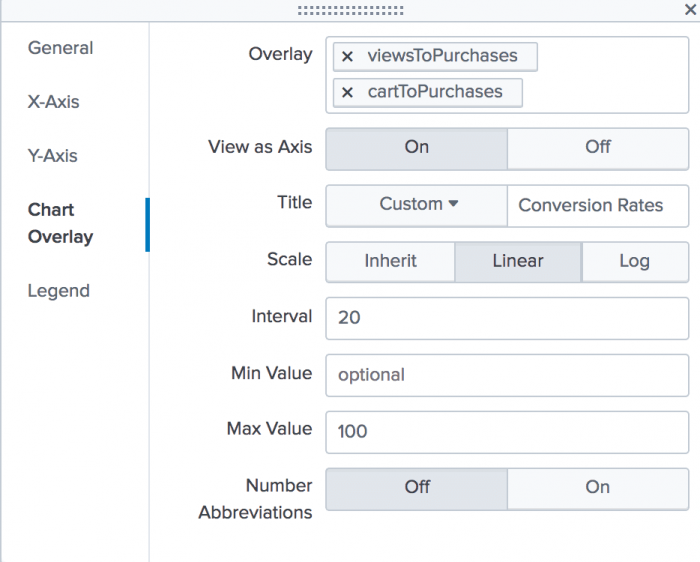 General
X-Axis
Y-Axis
Chart
Overlay
Legend
Overlay × viewsToPurchases
× cartToPurchases
View as Axis On Off
Title Custom Conversion Rates
Scale Inherit Linear Log
Interval 20
Min Value optional
Max Value 100
Number
Abbreviations Off On